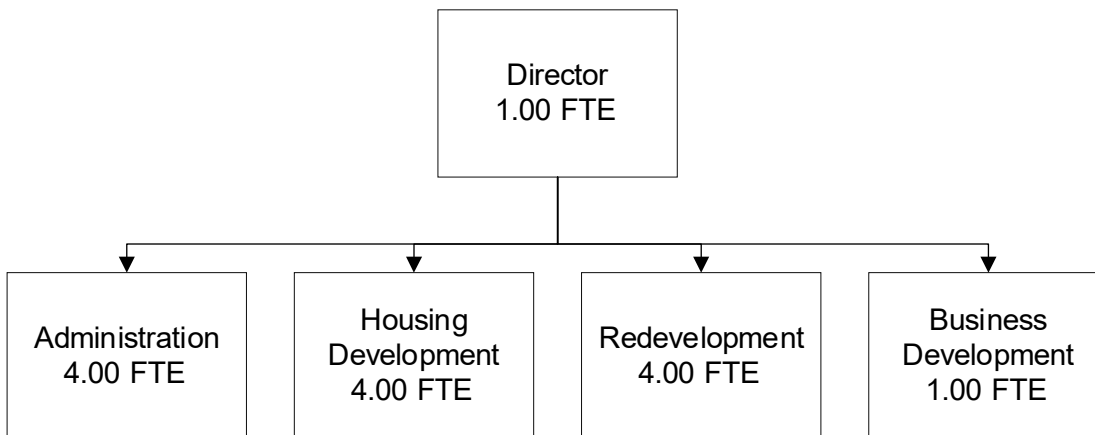 Director
1.00 FTE
Administration
4.00 FTE
Housing
Development
4.00 FTE
Redevelopment
4.00 FTE
Business
Development
1.00 FTE